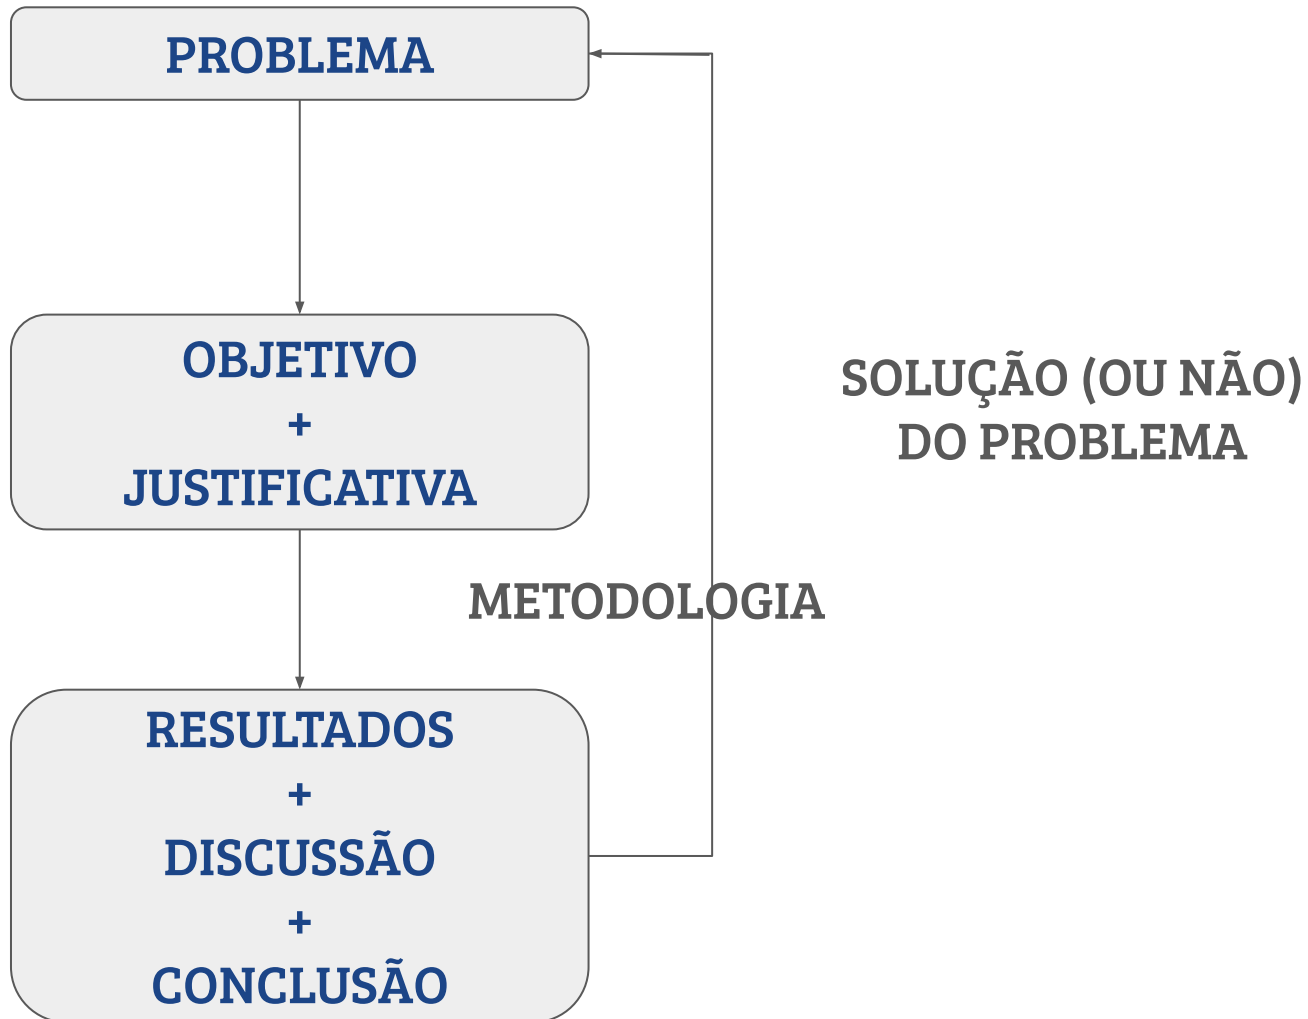 PROBLEMA
OBJETIVO
+
JUSTIFICATIVA
SOLUÇÃO (OU NÃO)
DO PROBLEMA
METODOLOGIA
RESULTADOS
+
DISCUSSÃO
+
CONCLUSÃO